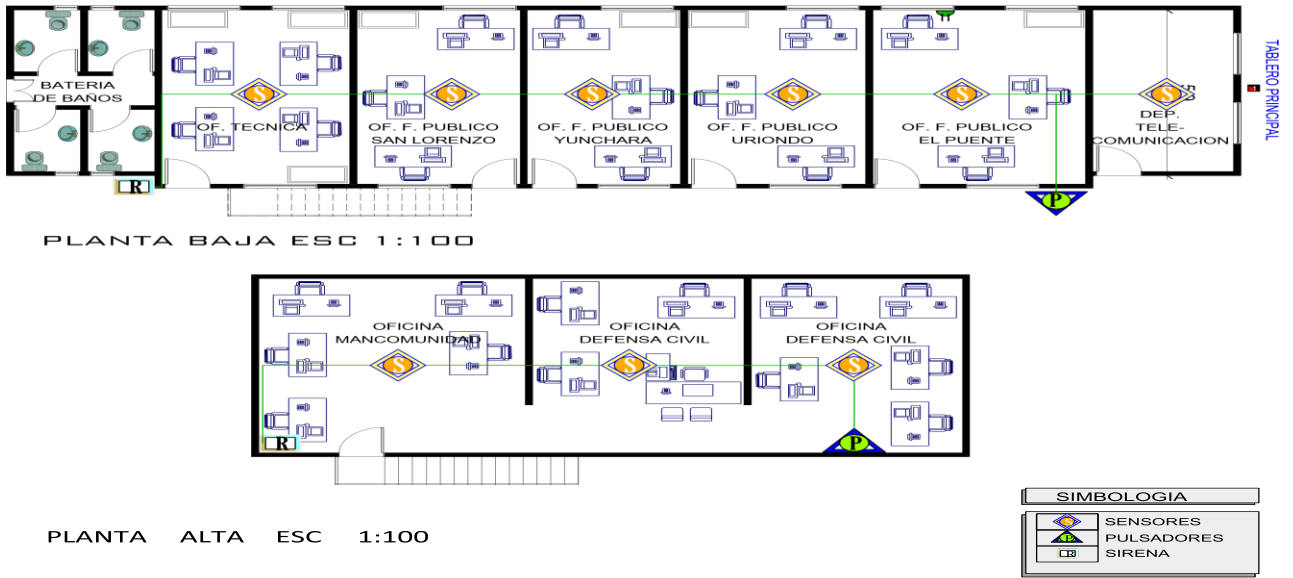 BATERIA
DE BAÑOS
S
OF. TECNICA
S
OF. F. PUBLICO
SAN LORENZO
S
OF. F. PUBLICO
YUNCHARA
S
OF. F. PUBLICO
URIONDO
S
OF. F. PUBLICO
EL PUENTE
S
DEP.
TELE-
COMUNICACION
TABLERO PRINCIPAL
R
P
PLANTA BAJA ESC 1:100
OFICINA
MANCOMUNIDAD
S
OFICINA
DEFENSA CIVIL
S
OFICINA
DEFENSA CIVIL
S
R
P
PLANTA ALTA ESC 1:100
SIMBOLOGIA
S SENSORES
P PULSADORES
R SIRENA